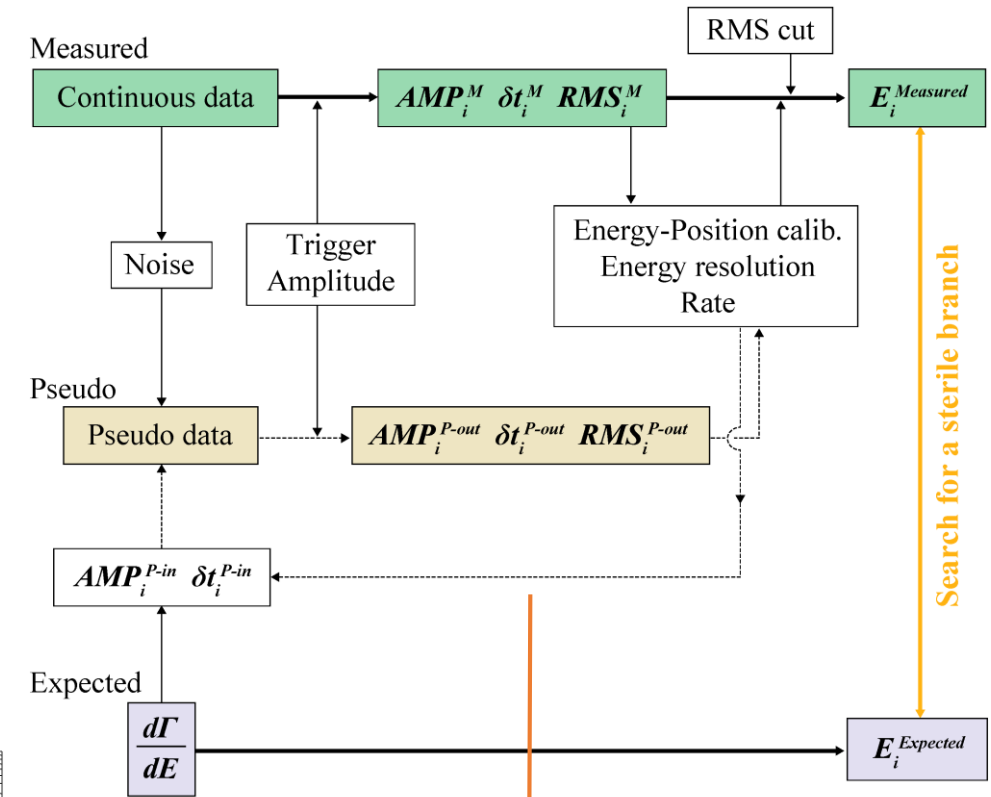 RMS cut
Measured
Continuous data
AMP_i^M δt_i^M RMS_i^M
E_i^Measured
Noise
Trigger
Amplitude
Energy-Position calib.
Energy resolution
Rate
Search for a sterile branch
Pseudo
Pseudo data
AMP_i^P-out δt_i^P-out RMS_i^P-out
AMP_i^P-in δt_i^P-in
Expected
dΓ
dE
E_i^Expected